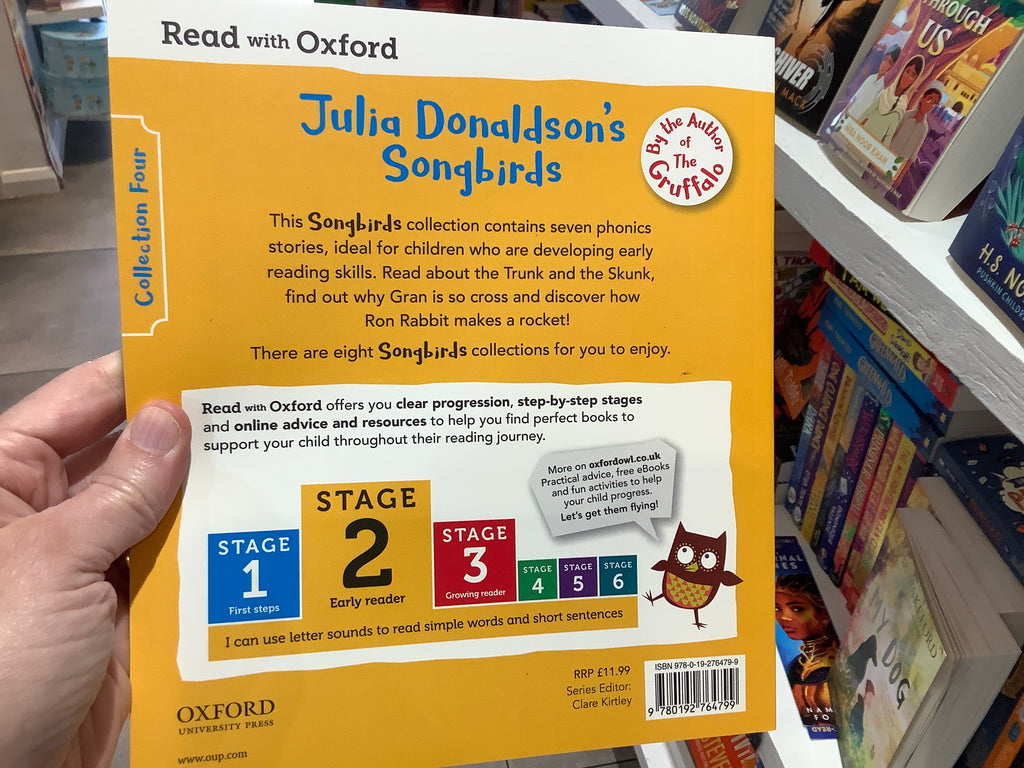 Read with Oxford
Julia Donaldson's
Songbirds
By the Author
of
The
Gruffalo
Collection Four
This Songbirds collection contains seven phonics
stories, ideal for children who are developing early
reading skills. Read about the Trunk and the Skunk,
find out why Gran is so cross and discover how
Ron Rabbit makes a rocket!
There are eight Songbirds collections for you to enjoy.
Read with Oxford offers you clear progression, step-by-step stages
and online advice and resources to help you find perfect books to
support your child throughout their reading journey.
More on oxfordowl.co.uk
Practical advice, free eBooks
and fun activities to help
your child progress.
Let's get them flying!
STAGE
1
First steps
STAGE
2
Early reader
STAGE
3
Growing reader
STAGE
4
STAGE
5
STAGE
6
I can use letter sounds to read simple words and short sentences
OXFORD
UNIVERSITY PRESS
www.oup.com
RRP £11.99
Series Editor:
Clare Kirtley
ISBN 978-0-19-276479-9
9 780192 764799
THROUGH
US
HIBA NOOR KHAN
MACK
H.S. NO
PUSHKIN CHILDRE
DOG